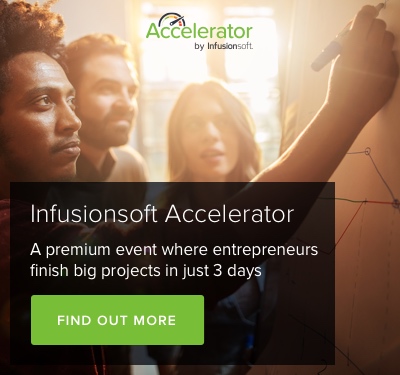 Accelerator
by Infusionsoft.
Infusionsoft Accelerator
A premium event where entrepreneurs
finish big projects in just 3 days
FIND OUT MORE